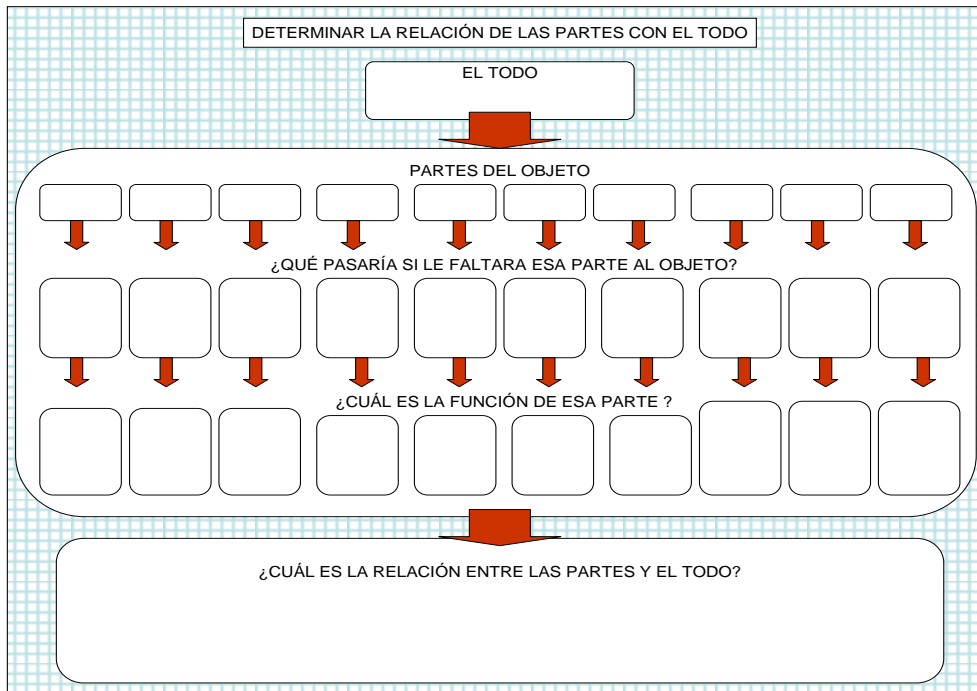 DETERMINAR LA RELACIÓN DE LAS PARTES CON EL TODO
EL TODO
PARTES DEL OBJETO
¿QUÉ PASARÍA SI LE FALTARA ESA PARTE AL OBJETO?
¿CUÁL ES LA FUNCIÓN DE ESA PARTE ?
¿CUÁL ES LA RELACIÓN ENTRE LAS PARTES Y EL TODO?